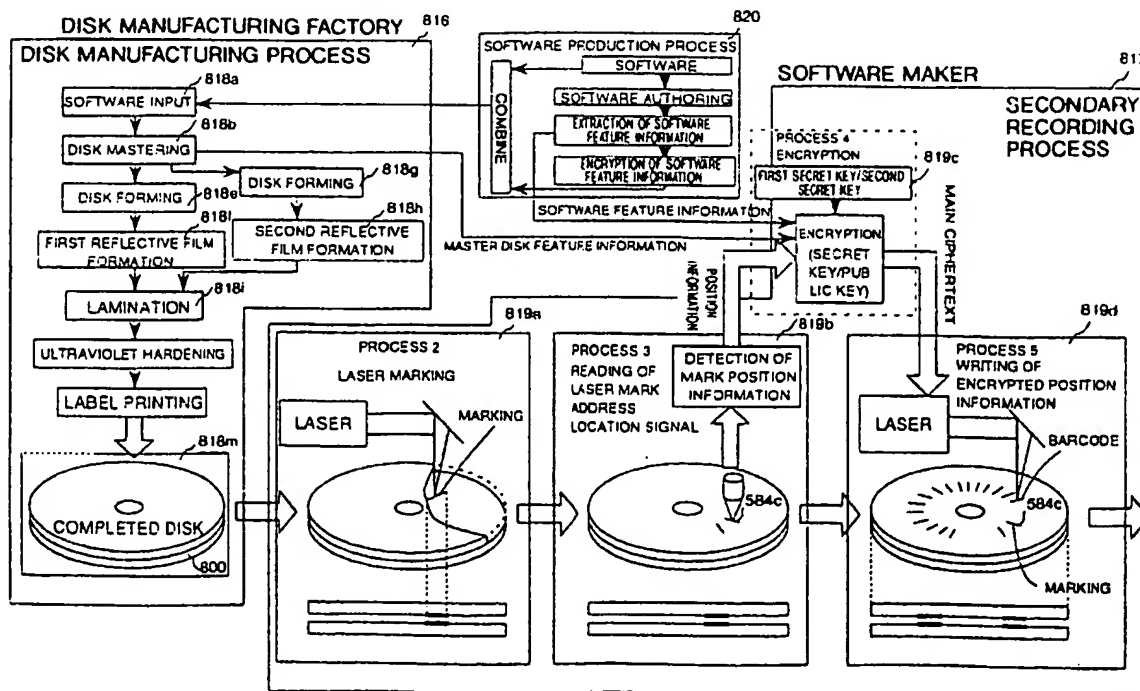 DISK MANUFACTURING FACTORY
816
DISK MANUFACTURING PROCESS
818a
SOFTWARE INPUT
818b
DISK MASTERING
DISK FORMING
818g
DISK FORMING
818e
818f
818h
FIRST REFLECTIVE FILM
FORMATION
SECOND REFLECTIVE
FILM FORMATION
LAMINATION
818i
ULTRAVIOLET HARDENING
LABEL PRINTING
818m
COMPLETED DISK
800
820
SOFTWARE PRODUCTION PROCESS
COMBINE
SOFTWARE
SOFTWARE AUTHORING
EXTRACTION OF SOFTWARE
FEATURE INFORMATION
ENCRYPTION OF SOFTWARE
FEATURE INFORMATION
SOFTWARE FEATURE INFORMATION
MASTER DISK FEATURE INFORMATION
SOFTWARE MAKER
SECONDARY
RECORDING
PROCESS
PROCESS 4
ENCRYPTION
819c
FIRST SECRET KEY/SECOND
SECRET KEY
ENCRYPTION
(SECRET
KEY/PUB
LIC KEY)
MAIN CIPHERTEXT
POSITION
INFORMATION
819a
PROCESS 2
LASER MARKING
LASER
MARKING
819b
PROCESS 3
READING OF
LASER MARK
ADDRESS
LOCATION SIGNAL
DETECTION OF
MARK POSITION
INFORMATION
584c
819d
PROCESS 5
WRITING OF
ENCRYPTED POSITION
INFORMATION
LASER
BARCODE
584c
MARKING